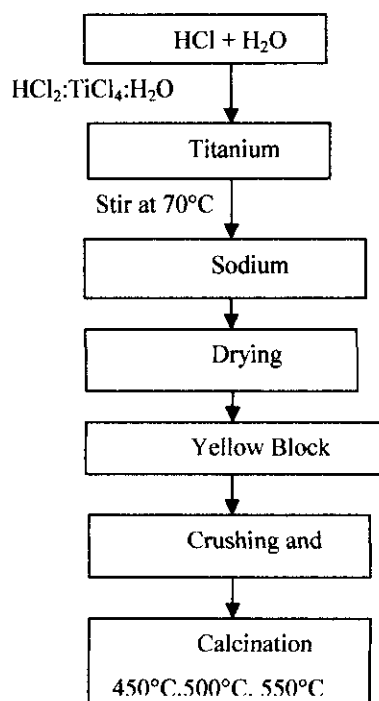 HCl + H₂O
HCl₂:TiCl₄:H₂O
Titanium
Stir at 70°C
Sodium
Drying
Yellow Block
Crushing and
Calcination
450°C.500°C. 550°C